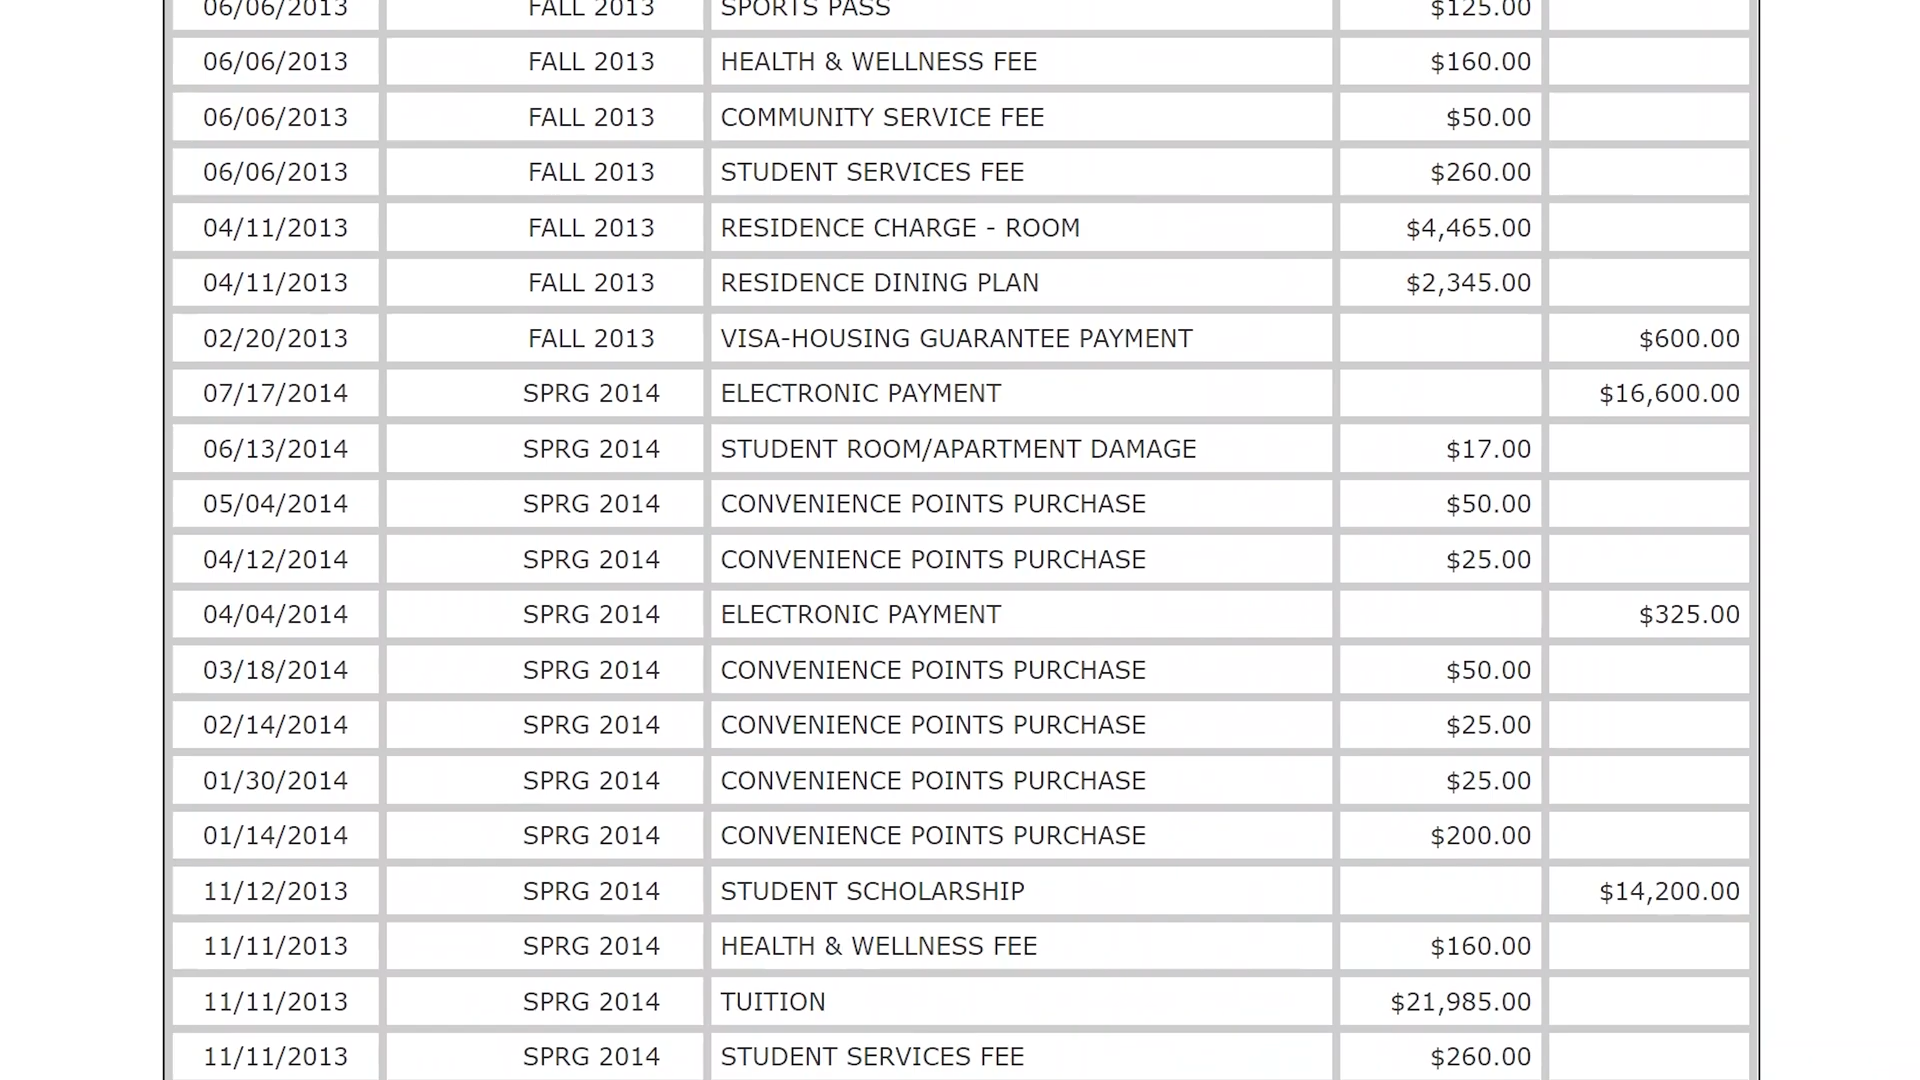 06/06/2013 FALL 2013 SPORTS PASS $125.00
06/06/2013 FALL 2013 HEALTH & WELLNESS FEE $160.00
06/06/2013 FALL 2013 COMMUNITY SERVICE FEE $50.00
06/06/2013 FALL 2013 STUDENT SERVICES FEE $260.00
04/11/2013 FALL 2013 RESIDENCE CHARGE - ROOM $4,465.00
04/11/2013 FALL 2013 RESIDENCE DINING PLAN $2,345.00
02/20/2013 FALL 2013 VISA-HOUSING GUARANTEE PAYMENT $600.00
07/17/2014 SPRG 2014 ELECTRONIC PAYMENT $16,600.00
06/13/2014 SPRG 2014 STUDENT ROOM/APARTMENT DAMAGE $17.00
05/04/2014 SPRG 2014 CONVENIENCE POINTS PURCHASE $50.00
04/12/2014 SPRG 2014 CONVENIENCE POINTS PURCHASE $25.00
04/04/2014 SPRG 2014 ELECTRONIC PAYMENT $325.00
03/18/2014 SPRG 2014 CONVENIENCE POINTS PURCHASE $50.00
02/14/2014 SPRG 2014 CONVENIENCE POINTS PURCHASE $25.00
01/30/2014 SPRG 2014 CONVENIENCE POINTS PURCHASE $25.00
01/14/2014 SPRG 2014 CONVENIENCE POINTS PURCHASE $200.00
11/12/2013 SPRG 2014 STUDENT SCHOLARSHIP $14,200.00
11/11/2013 SPRG 2014 HEALTH & WELLNESS FEE $160.00
11/11/2013 SPRG 2014 TUITION $21,985.00
11/11/2013 SPRG 2014 STUDENT SERVICES FEE $260.00